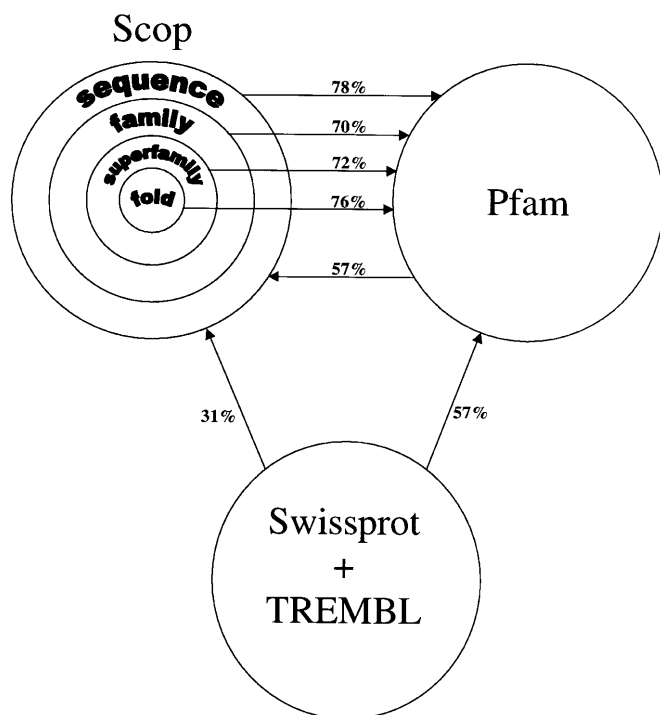 Scop
sequence
family
superfamily
fold
78%
70%
72%
76%
57%
Pfam
31%
57%
Swissprot
+
TREMBL